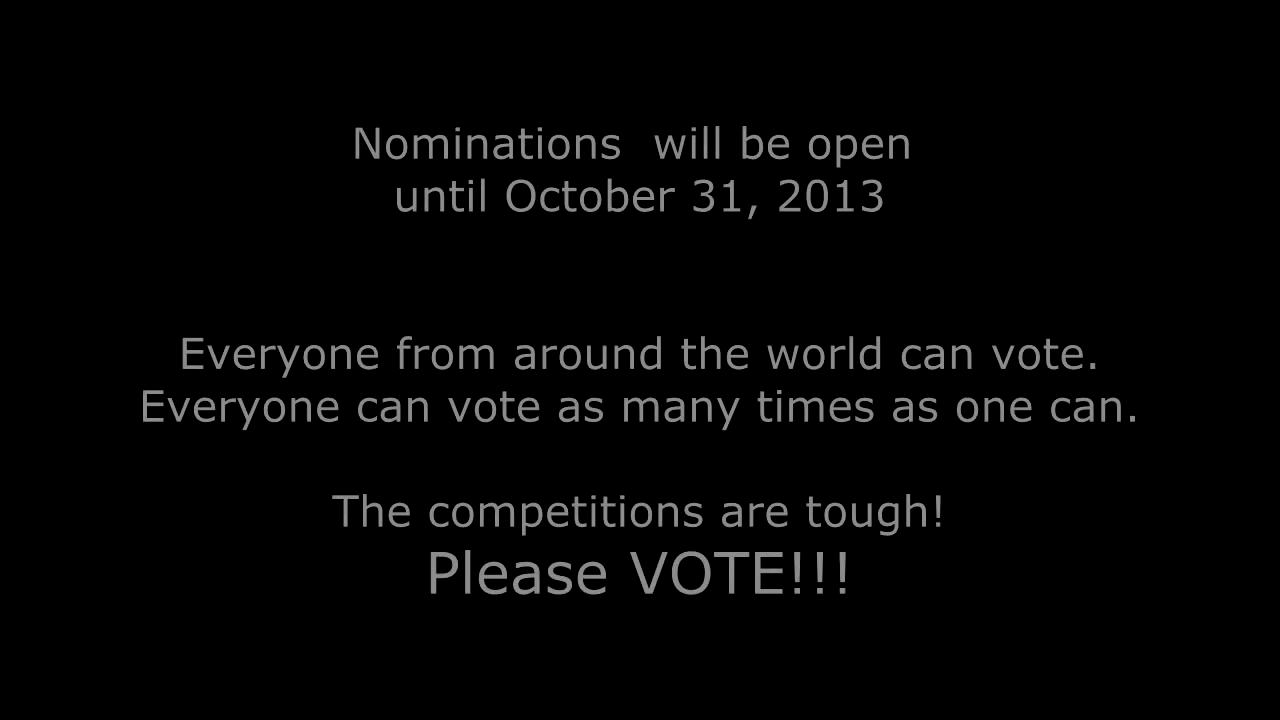 Nominations  will be open
until October 31, 2013
Everyone from around the world can vote.
Everyone can vote as many times as one can.
The competitions are tough!
Please VOTE!!!